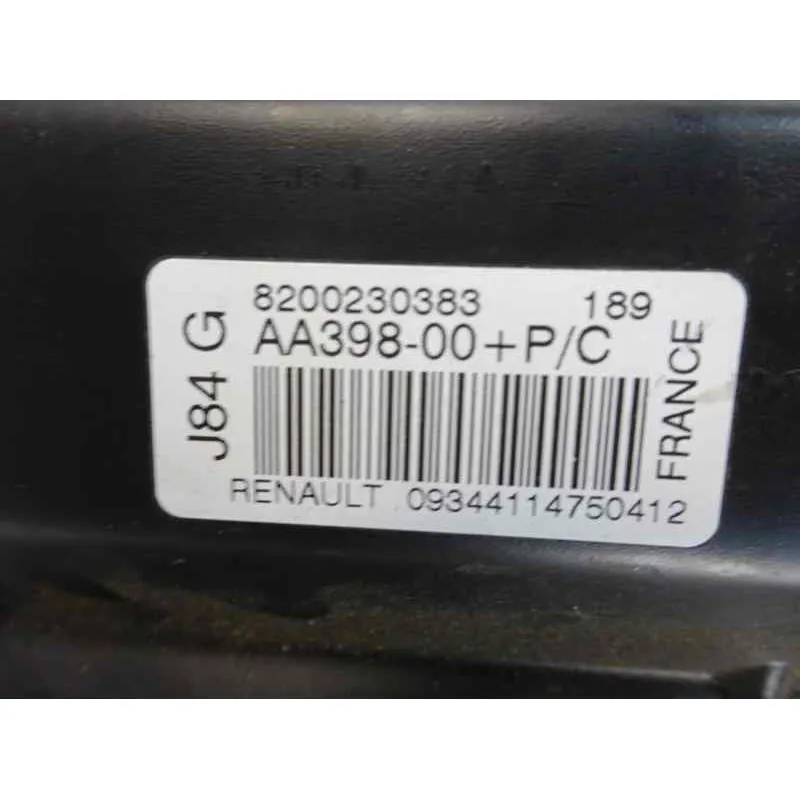 8200230383 189
AA398-00+P/C
J84 G
FRANCE
RENAULT 09344114750412